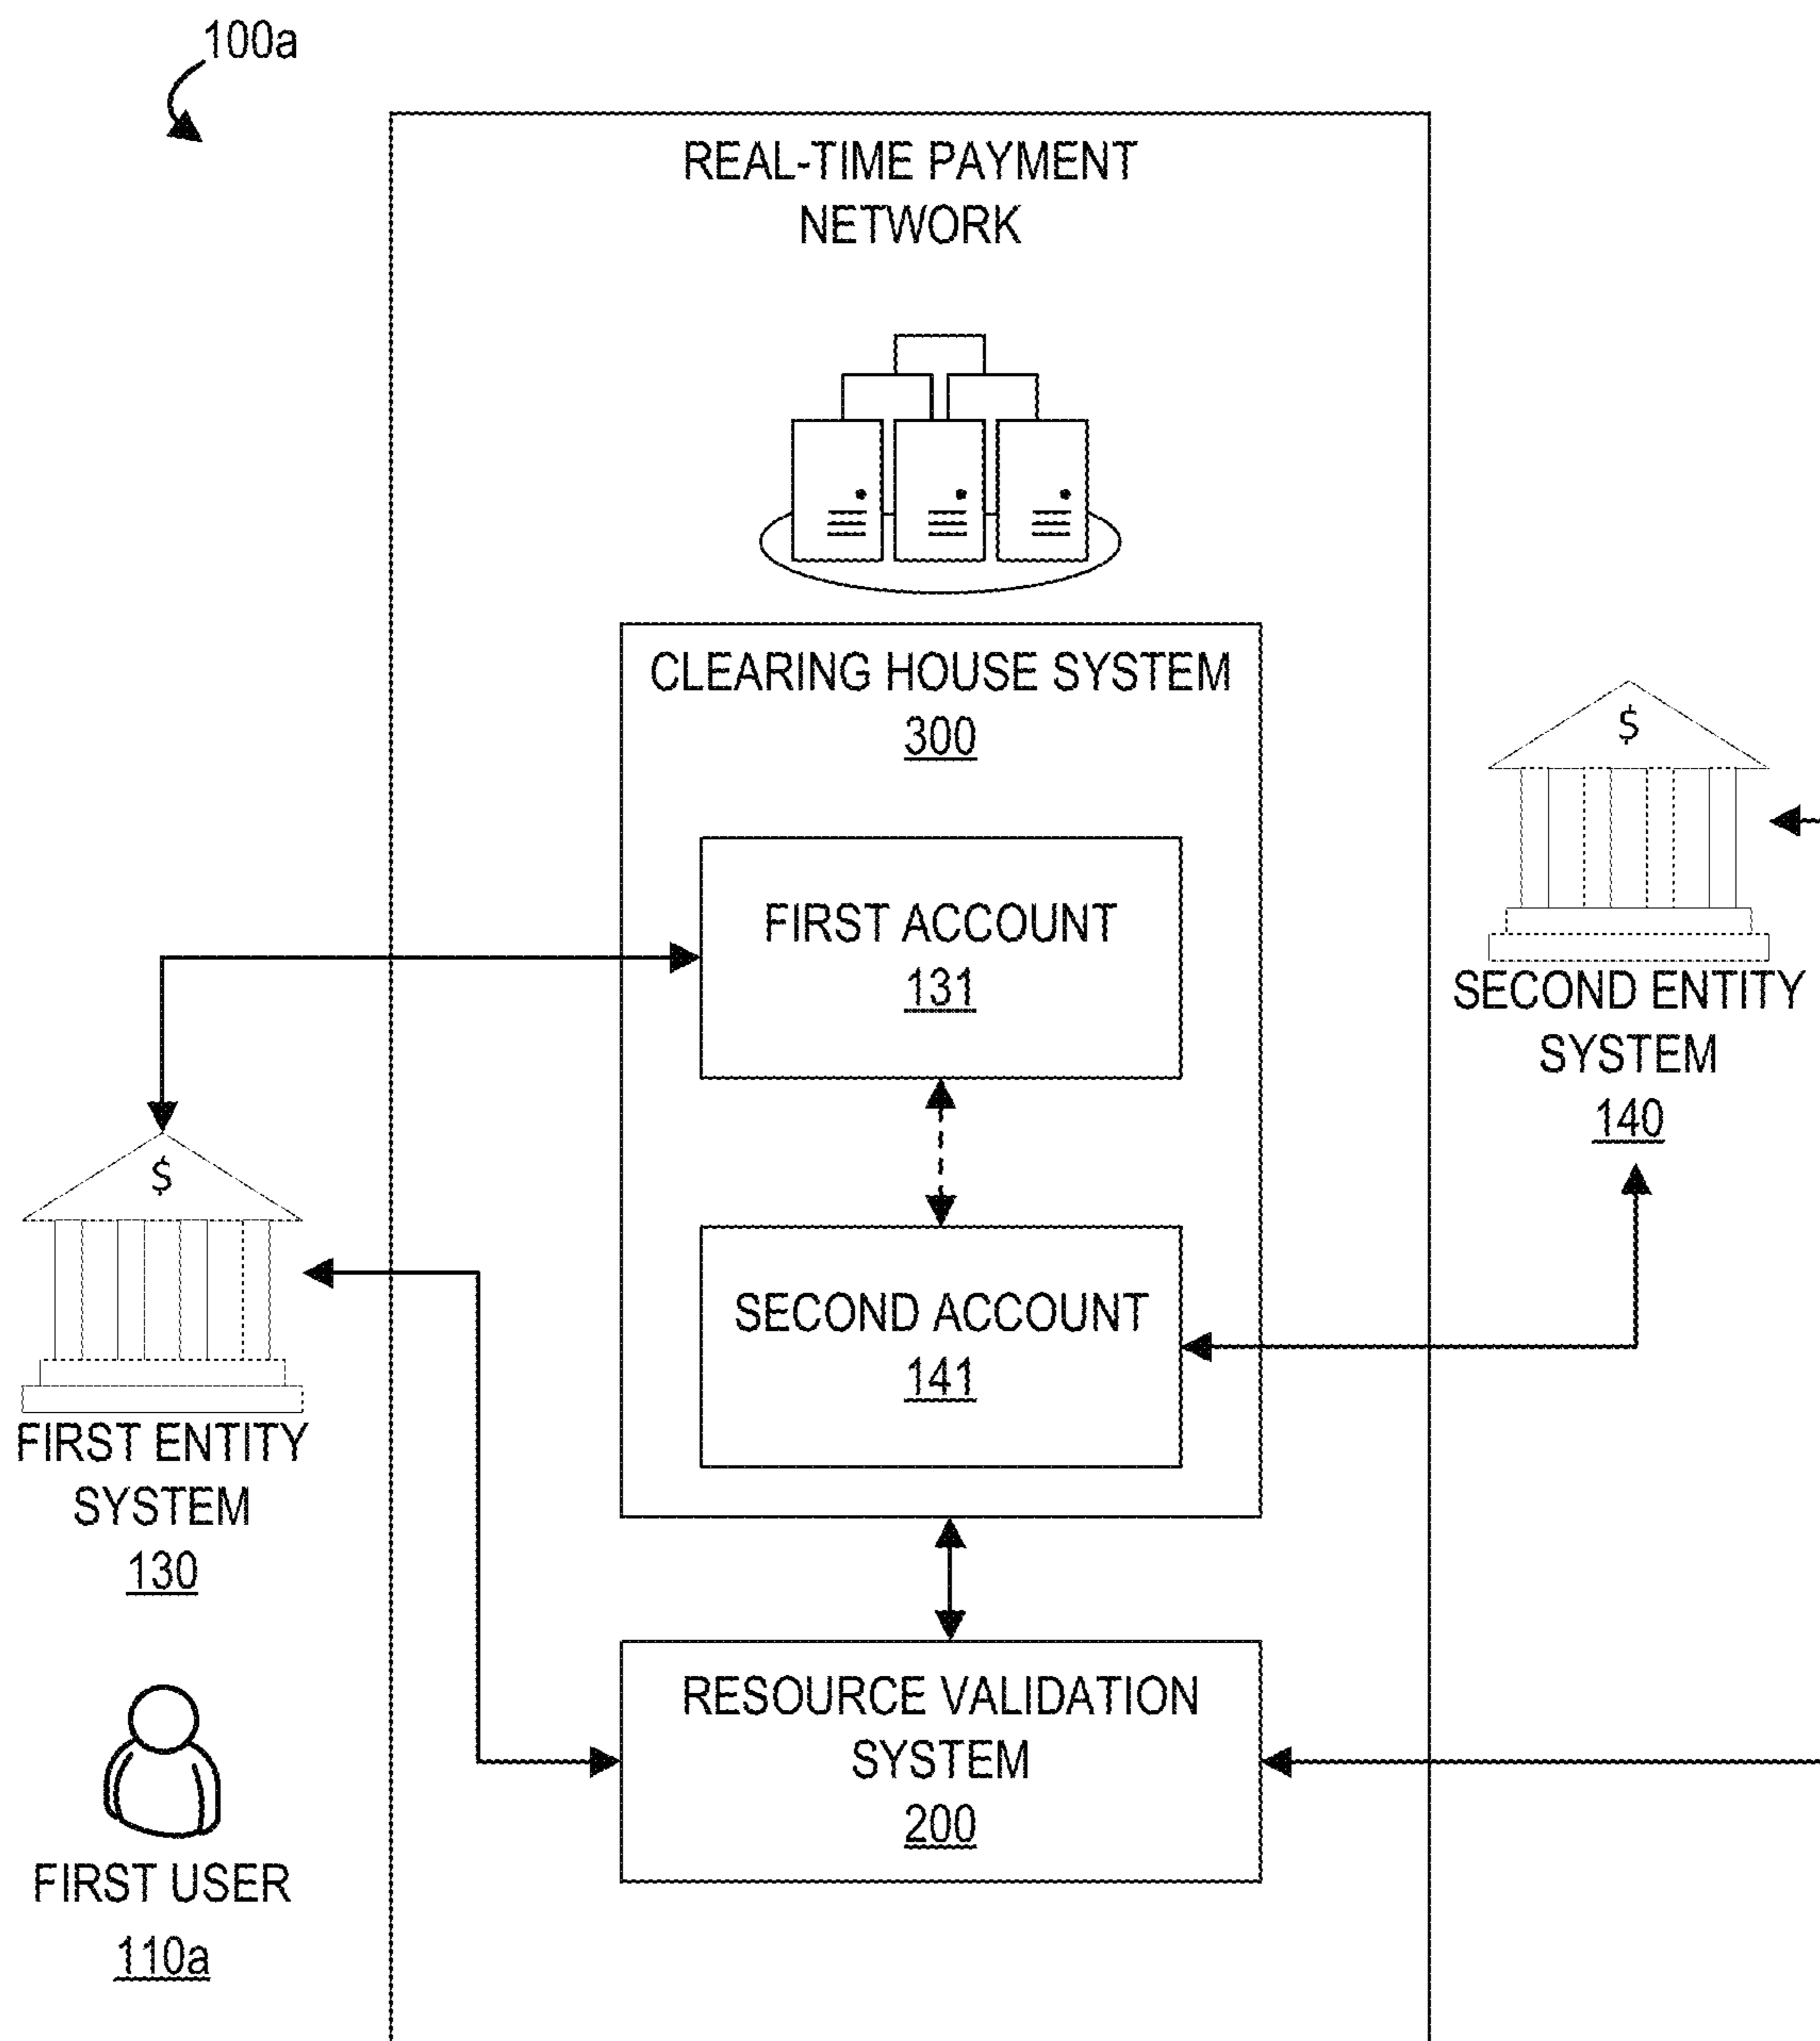 100a
REAL-TIME PAYMENT
NETWORK
CLEARING HOUSE SYSTEM
300
$
FIRST ACCOUNT
131
SECOND ENTITY
SYSTEM
140
$
SECOND ACCOUNT
141
FIRST ENTITY
SYSTEM
130
RESOURCE VALIDATION
SYSTEM
200
FIRST USER
110a